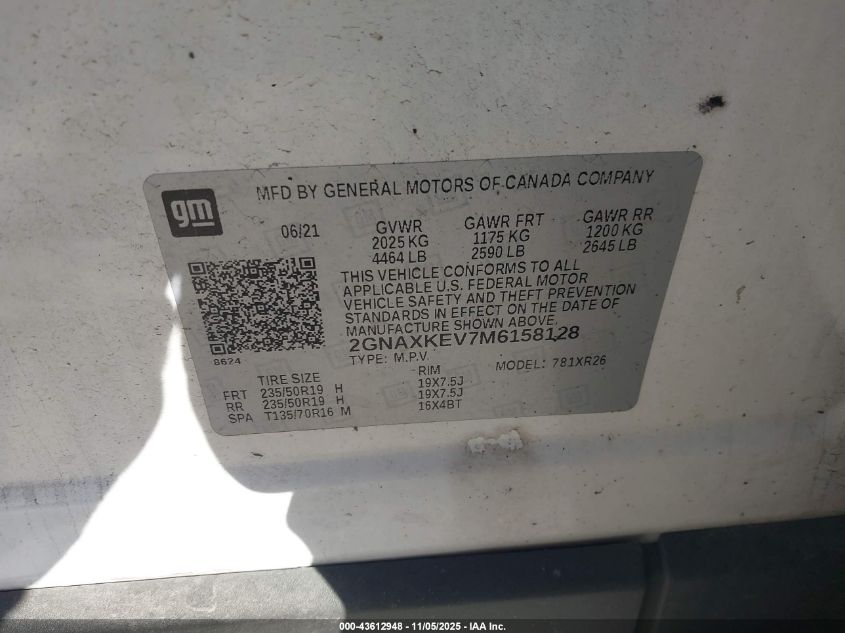 gm
MFD BY GENERAL MOTORS OF CANADA COMPANY
06/21 GVWR GAWR FRT GAWR RR
2025 KG 1175 KG 1200 KG
4464 LB 2590 LB 2645 LB
THIS VEHICLE CONFORMS TO ALL
APPLICABLE U.S. FEDERAL MOTOR
VEHICLE SAFETY AND THEFT PREVENTION
STANDARDS IN EFFECT ON THE DATE OF
MANUFACTURE SHOWN ABOVE.
8624
2GNAXKEV7M6158128
TYPE: M.P.V. MODEL: 781XR26
TIRE SIZE RIM
FRT 235/50R19 H 19X7.5J
RR 235/50R19 H 19X7.5J
SPA T135/70R16 M 16X4BT
000-43612948 - 11/05/2025 - IAA Inc.